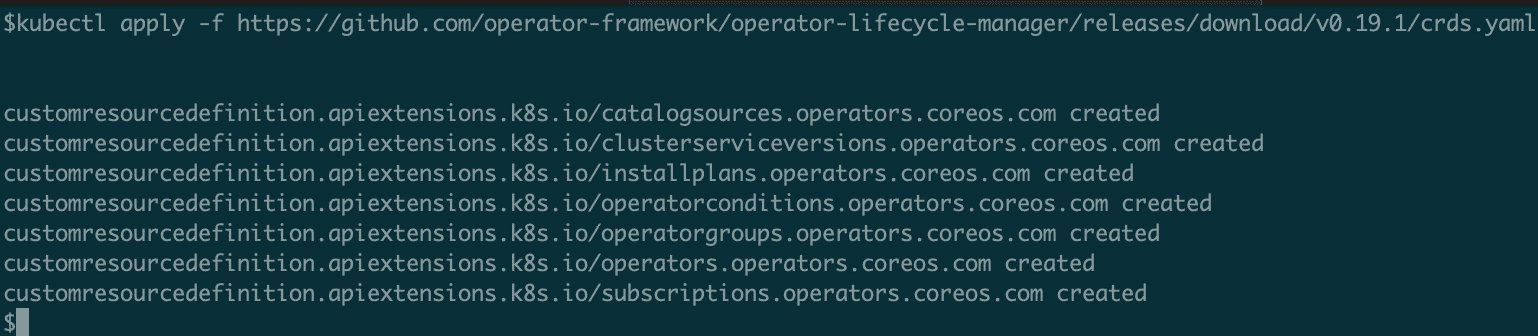 $kubectl apply -f https://github.com/operator-framework/operator-lifecycle-manager/releases/download/v0.19.1/crds.yaml
customresourcedefinition.apiextensions.k8s.io/catalogsources.operators.coreos.com created
customresourcedefinition.apiextensions.k8s.io/clusterserviceversions.operators.coreos.com created
customresourcedefinition.apiextensions.k8s.io/installplans.operators.coreos.com created
customresourcedefinition.apiextensions.k8s.io/operatorconditions.operators.coreos.com created
customresourcedefinition.apiextensions.k8s.io/operatorgroups.operators.coreos.com created
customresourcedefinition.apiextensions.k8s.io/operators.operators.coreos.com created
customresourcedefinition.apiextensions.k8s.io/subscriptions.operators.coreos.com created
$